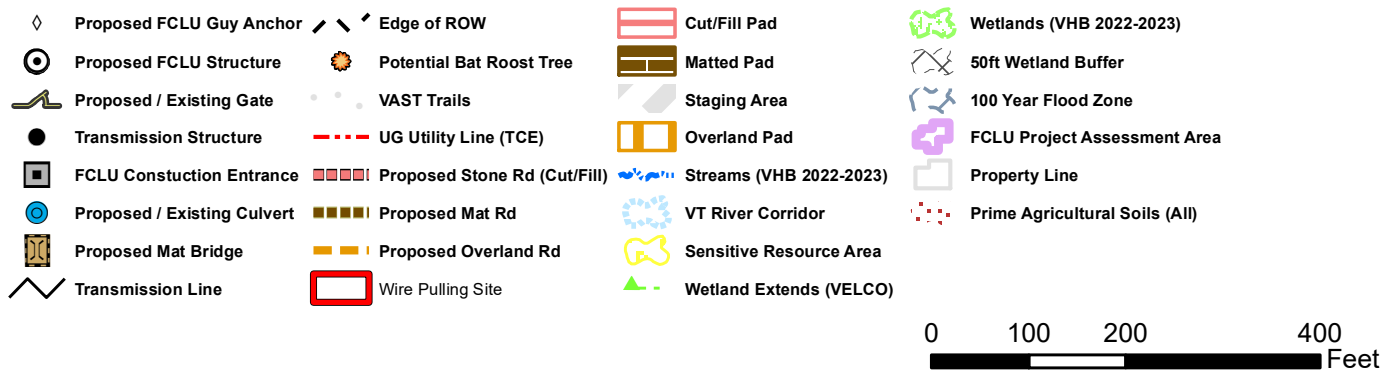 Proposed FCLU Guy Anchor
Proposed FCLU Structure
Proposed / Existing Gate
Transmission Structure
FCLU Constuction Entrance
Proposed / Existing Culvert
Proposed Mat Bridge
Transmission Line
Edge of ROW
Potential Bat Roost Tree
VAST Trails
UG Utility Line (TCE)
Proposed Stone Rd (Cut/Fill)
Proposed Mat Rd
Proposed Overland Rd
Wire Pulling Site
Cut/Fill Pad
Matted Pad
Staging Area
Overland Pad
Streams (VHB 2022-2023)
VT River Corridor
Sensitive Resource Area
Wetland Extends (VELCO)
Wetlands (VHB 2022-2023)
50ft Wetland Buffer
100 Year Flood Zone
FCLU Project Assessment Area
Property Line
Prime Agricultural Soils (All)
0 100 200 400
Feet